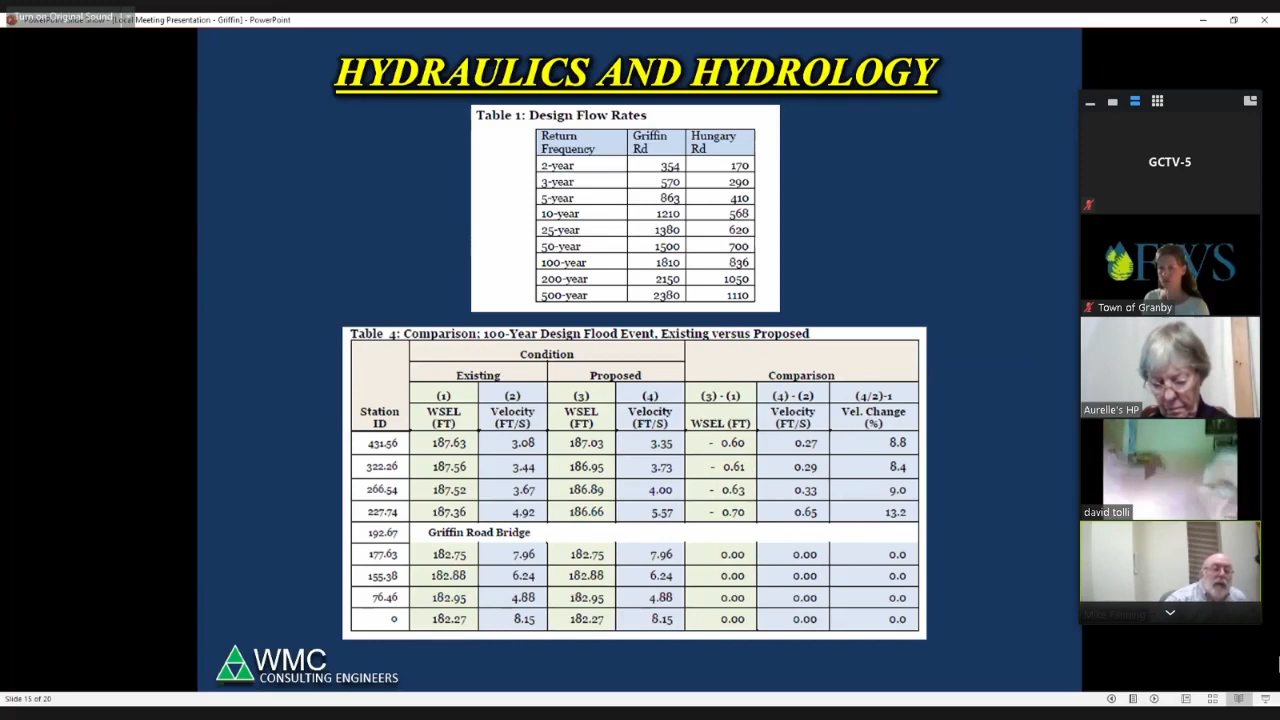 Turn on Original Sound
Meeting Presentation - Griffin] - PowerPoint
HYDRAULICS AND HYDROLOGY
Table 1: Design Flow Rates
Return Frequency Griffin Rd Hungary Rd
2-year 354 170
3-year 570 290
5-year 863 410
10-year 1210 568
25-year 1380 620
50-year 1500 700
100-year 1810 836
200-year 2150 1050
500-year 2380 1110
Table 4: Comparison; 100-Year Design Flood Event, Existing versus Proposed
Condition
Existing Proposed Comparison
(1) (2) (3) (4) (3) - (1) (4) - (2) (4/2)-1
Station ID WSEL (FT) Velocity (FT/S) WSEL (FT) Velocity (FT/S) WSEL (FT) Velocity (FT/S) Vel. Change (%)
431.56 187.63 3.08 187.03 3.35 - 0.60 0.27 8.8
322.26 187.56 3.44 186.95 3.73 - 0.61 0.29 8.4
266.54 187.52 3.67 186.89 4.00 - 0.63 0.33 9.0
227.74 187.36 4.92 186.66 5.57 - 0.70 0.65 13.2
192.67 Griffin Road Bridge
177.63 182.75 7.96 182.75 7.96 0.00 0.00 0.0
155.38 182.88 6.24 182.88 6.24 0.00 0.00 0.0
76.46 182.95 4.88 182.95 4.88 0.00 0.00 0.0
0 182.27 8.15 182.27 8.15 0.00 0.00 0.0
WMC
CONSULTING ENGINEERS
Slide 15 of 20
GCTV-5
Town of Granby
Aurelle's HP
david tolli